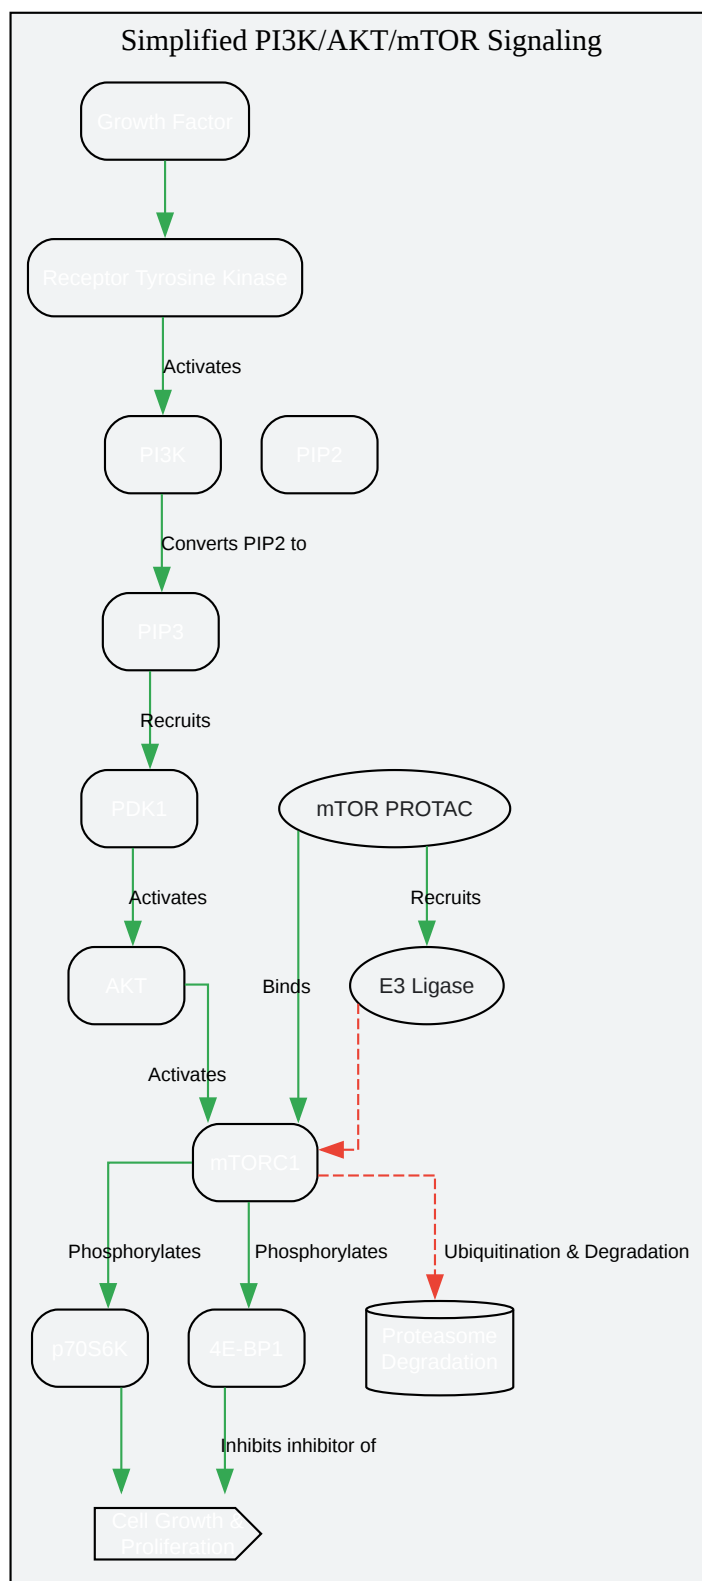 Simplified PI3K/AKT/mTOR Signaling
Growth Factor
Receptor Tyrosine Kinase
Activates
PI3K
PIP2
Converts PIP2 to
PIP3
Recruits
PDK1
mTOR PROTAC
Activates
Recruits
AKT
Binds
E3 Ligase
Activates
mTORC1
Phosphorylates
Phosphorylates
Ubiquitination & Degradation
p70S6K
4E-BP1
Proteasome
Degradation
Inhibits inhibitor of
Cell Growth &
Proliferation